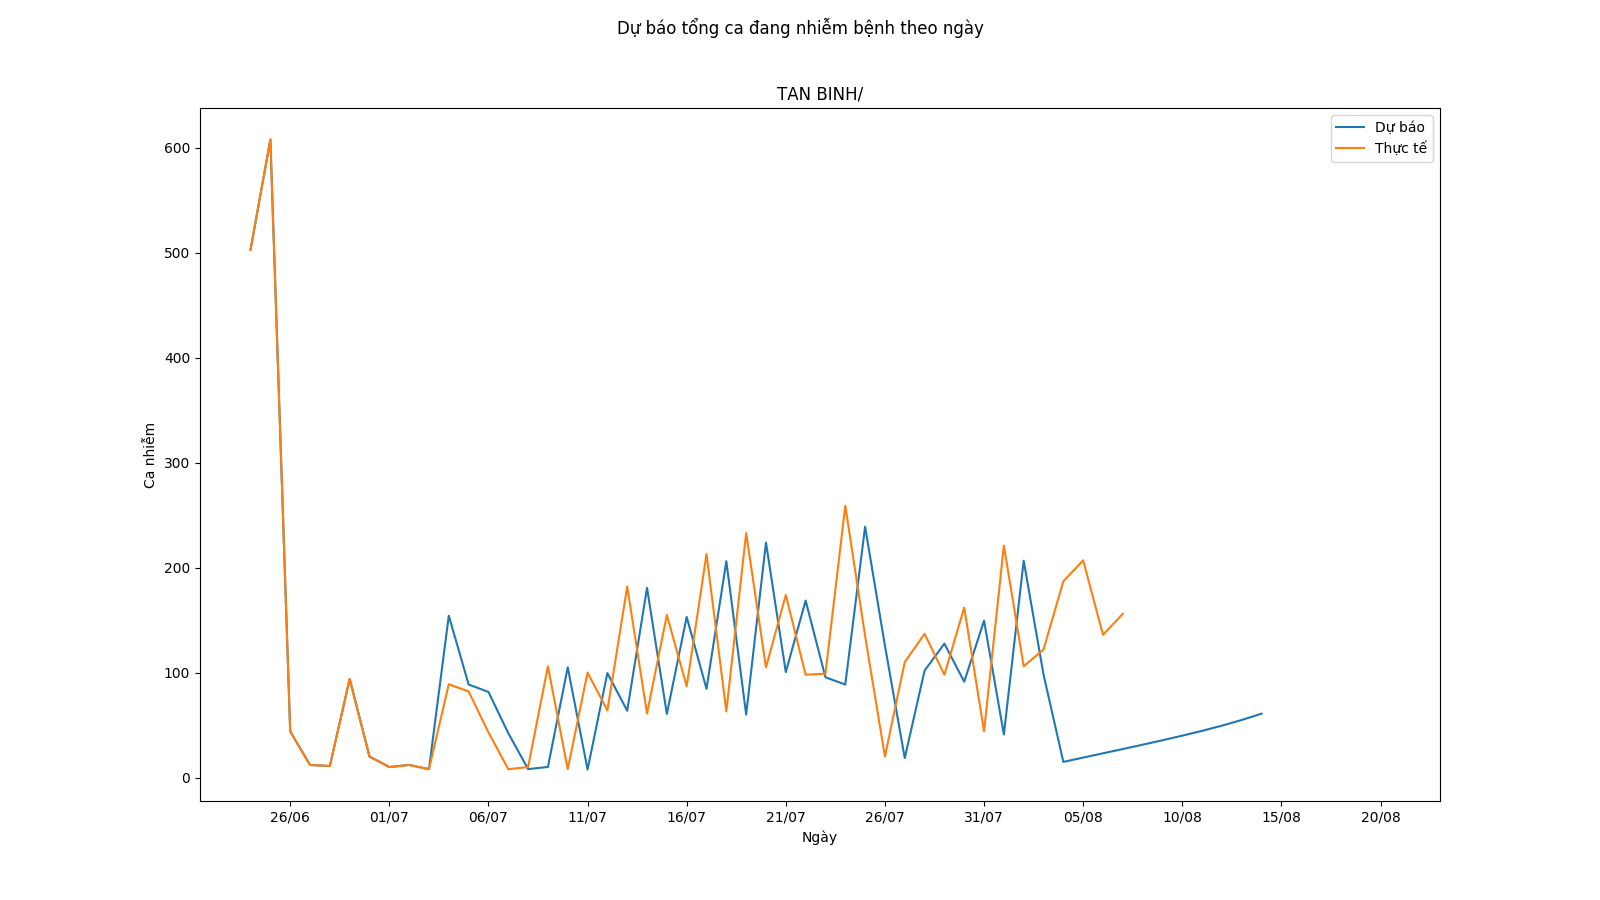 Dự báo tổng ca đang nhiễm bệnh theo ngày
TAN BINH/
Dự báo
Thực tế
600
500
400
300
200
100
0
Ca nhiễm
26/06 01/07 06/07 11/07 16/07 21/07 26/07 31/07 05/08 10/08 15/08 20/08
Ngày